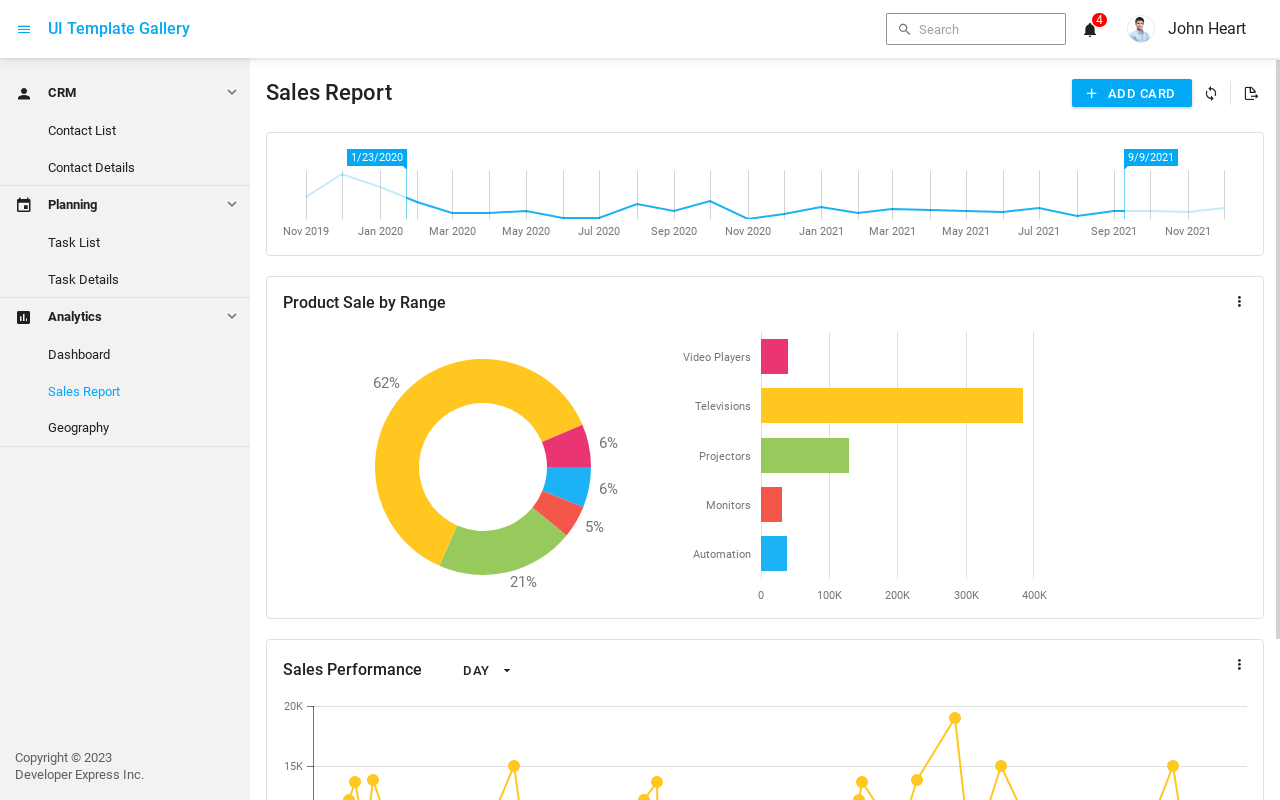 UI Template Gallery
Search
4
John Heart
CRM
Contact List
Contact Details
Planning
Task List
Task Details
Analytics
Dashboard
Sales Report
Geography
Copyright © 2023
Developer Express Inc.
Sales Report
ADD CARD
1/23/2020
9/9/2021
Nov 2019
Jan 2020
Mar 2020
May 2020
Jul 2020
Sep 2020
Nov 2020
Jan 2021
Mar 2021
May 2021
Jul 2021
Sep 2021
Nov 2021
Product Sale by Range
62%
6%
6%
5%
21%
Video Players
Televisions
Projectors
Monitors
Automation
0
100K
200K
300K
400K
Sales Performance
DAY
20K
15K